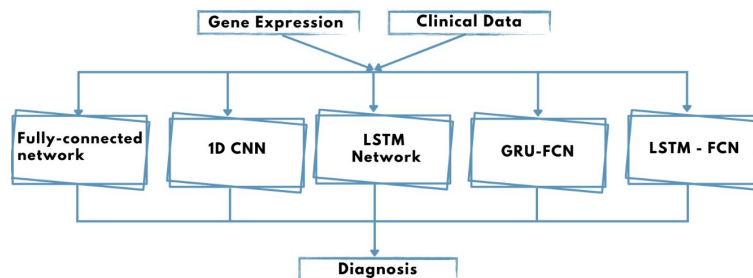 Gene Expression
Clinical Data
Fully-connected
network
1D CNN
LSTM
Network
GRU-FCN
LSTM - FCN
Diagnosis